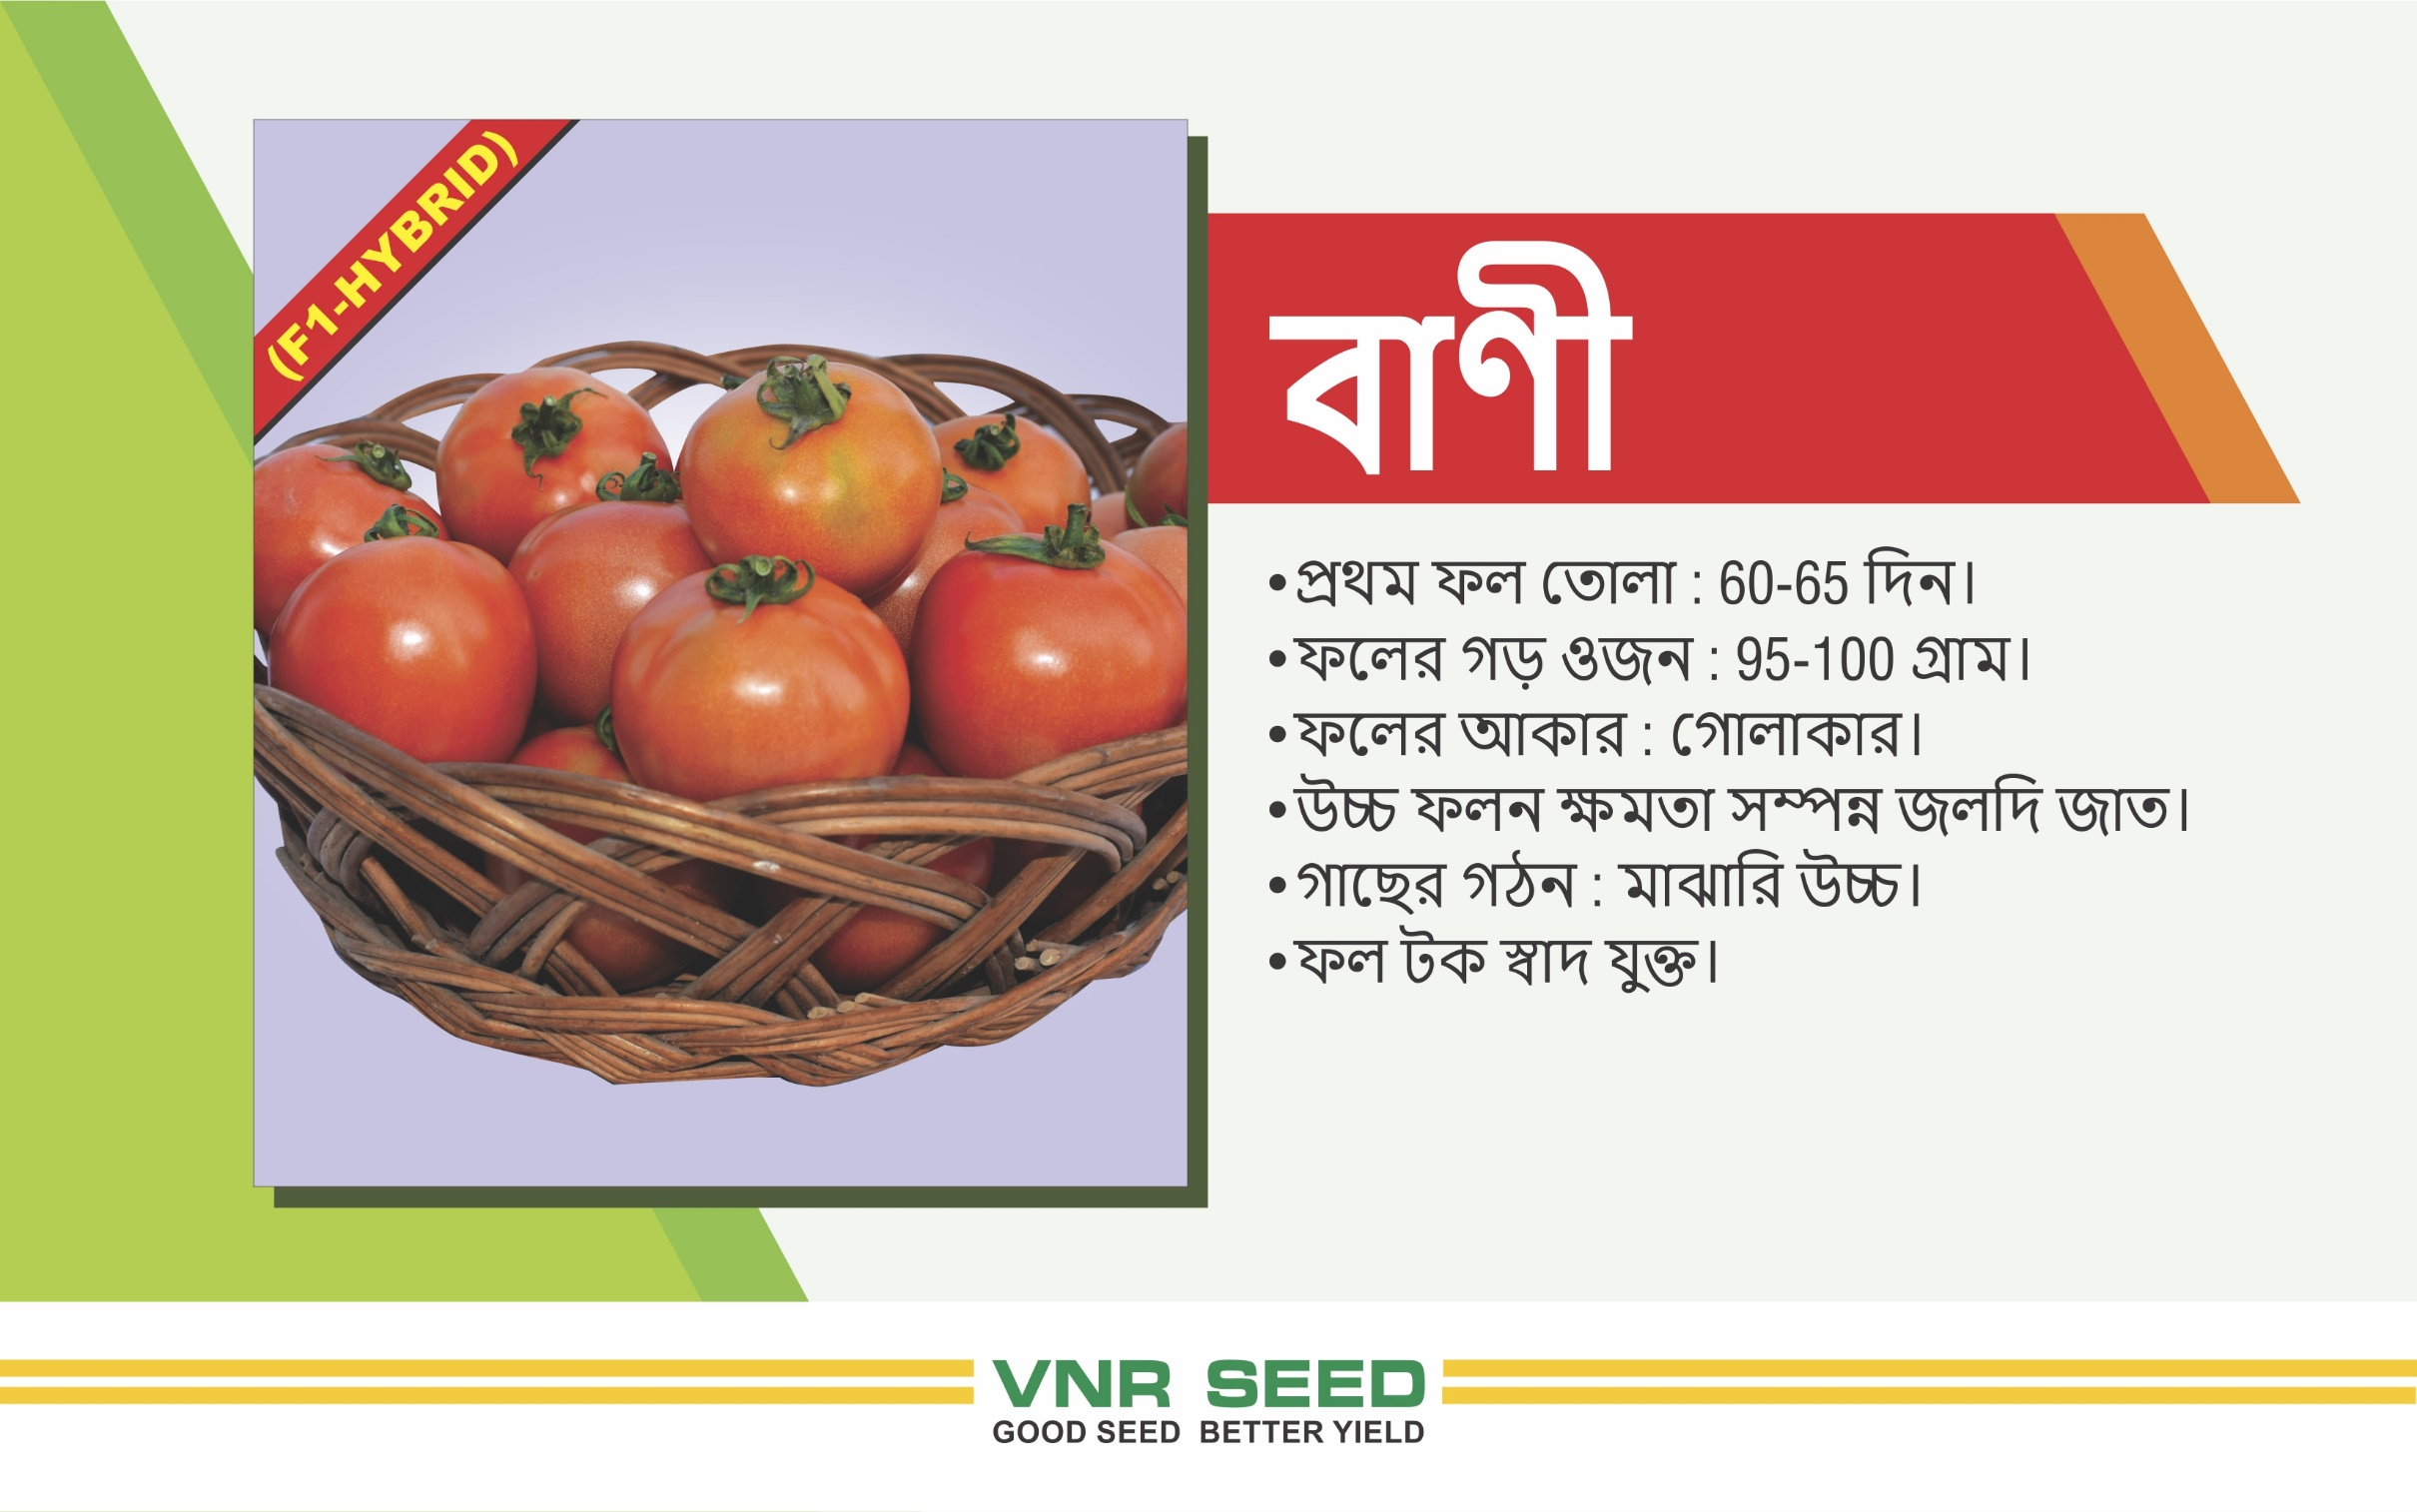 (F1-HYBRID)
বাণী
•প্রথম ফল তোলা : 60-65 দিন।
•ফলের গড় ওজন : 95-100 গ্রাম।
•ফলের আকার : গোলাকার।
•উচ্চ ফলন ক্ষমতা সম্পন্ন জলদি জাত।
•গাছের গঠন : মাঝারি উচ্চ।
•ফল টক স্বাদ যুক্ত।
VNR SEED
GOOD SEED BETTER YIELD